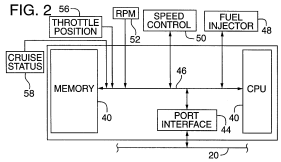 FIG. 2
56
THROTTLE
POSITION
RPM
52
SPEED
CONTROL
50
FUEL
INJECTOR
48
CRUISE
STATUS
58
46
MEMORY
40
CPU
40
PORT
INTERFACE
44
20